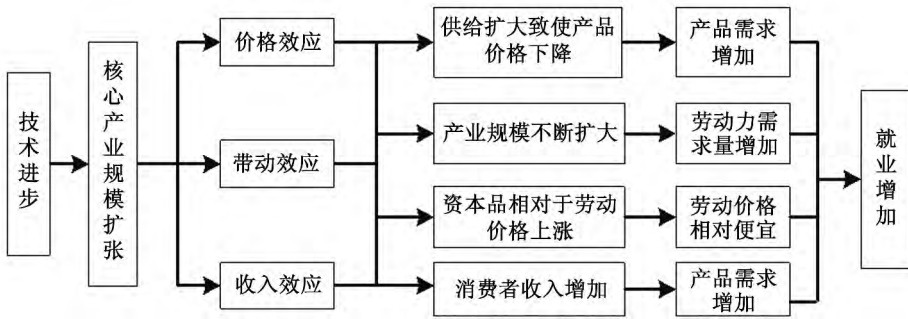 技术进步
核心产业规模扩张
价格效应
带动效应
收入效应
供给扩大致使产品
价格下降
产业规模不断扩大
资本品相对于劳动
价格上涨
消费者收入增加
产品需求
增加
劳动力需
求量增加
劳动价格
相对便宜
产品需求
增加
就业增加